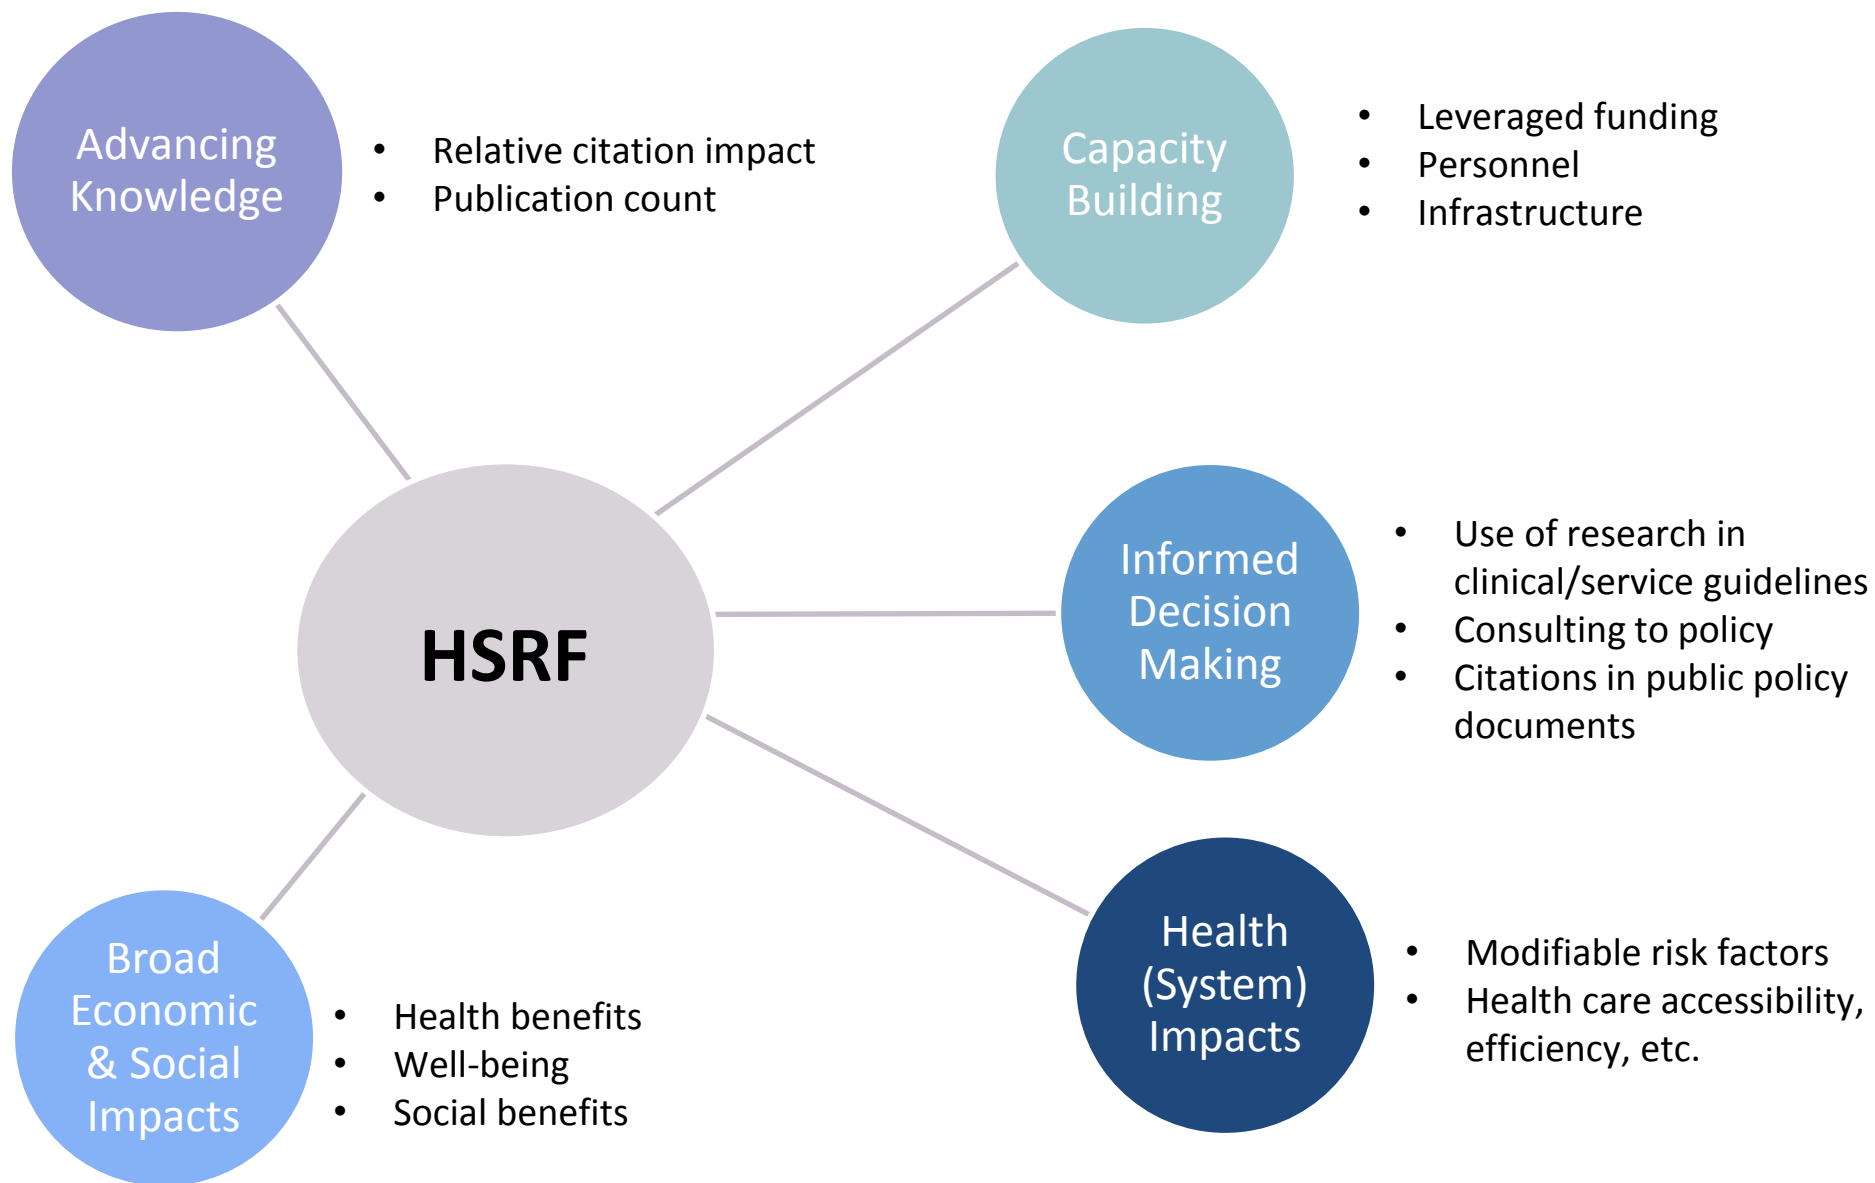 Advancing
Knowledge
• Relative citation impact
• Publication count
Capacity
Building
• Leveraged funding
• Personnel
• Infrastructure
HSRF
Informed
Decision
Making
• Use of research in
clinical/service guidelines
• Consulting to policy
• Citations in public policy
documents
Broad
Economic
& Social
Impacts
• Health benefits
• Well-being
• Social benefits
Health
(System)
Impacts
• Modifiable risk factors
• Health care accessibility,
efficiency, etc.